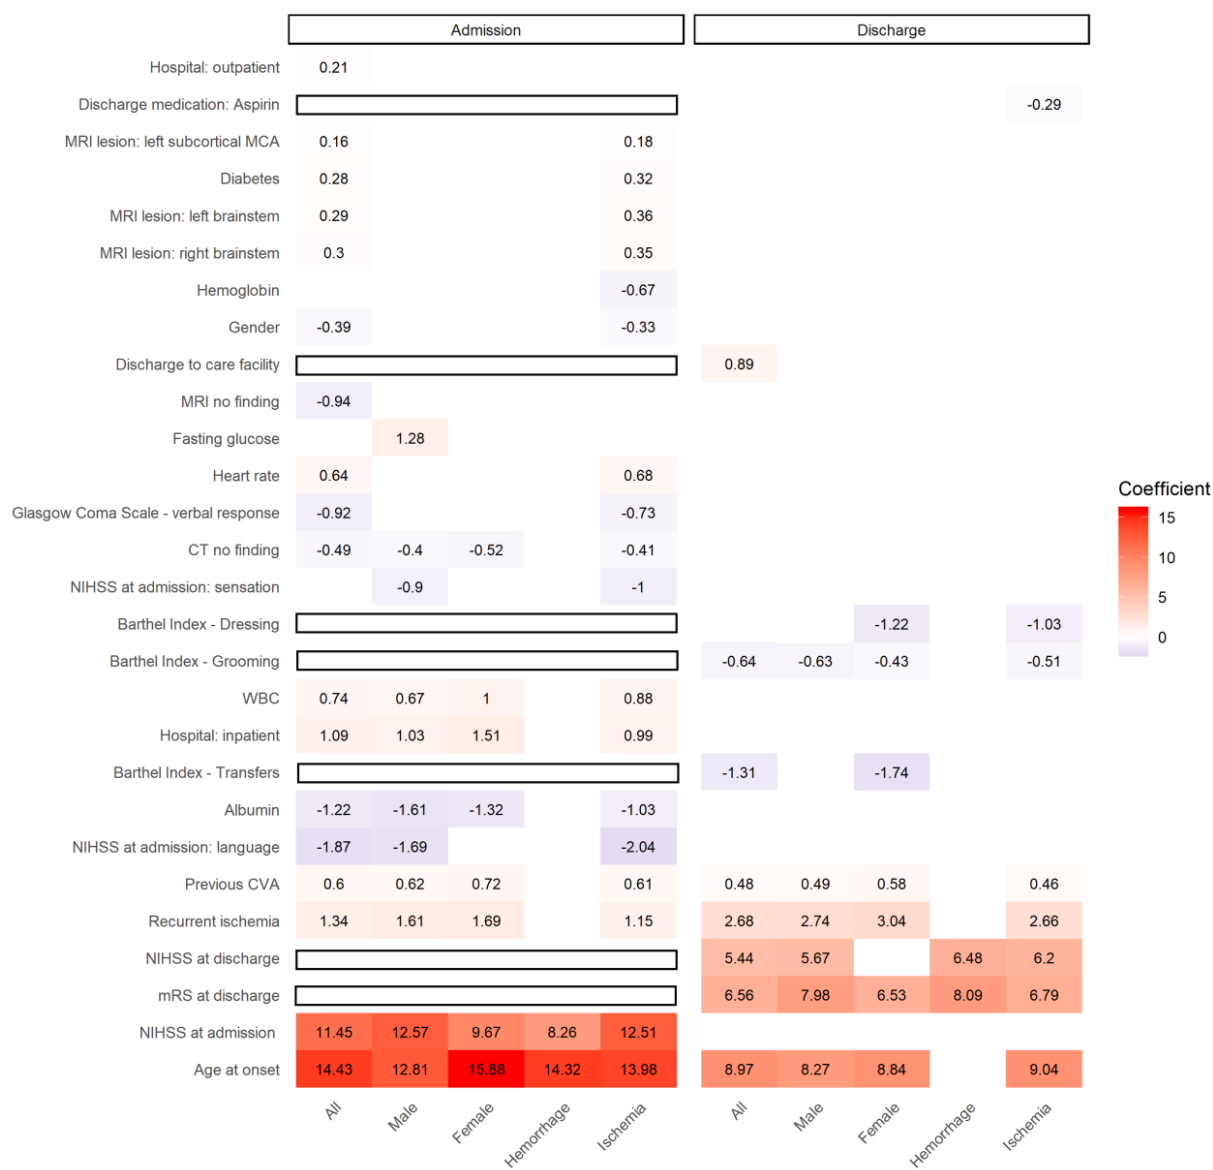 Admission Discharge
Hospital: outpatient 0.21
Discharge medication: Aspirin -0.29
MRI lesion: left subcortical MCA 0.16 0.18
Diabetes 0.28 0.32
MRI lesion: left brainstem 0.29 0.36
MRI lesion: right brainstem 0.3 0.35
Hemoglobin -0.67
Gender -0.39 -0.33
Discharge to care facility 0.89
MRI no finding -0.94
Fasting glucose 1.28
Heart rate 0.64 0.68
Glasgow Coma Scale - verbal response -0.92 -0.73
CT no finding -0.49 -0.4 -0.52 -0.41
NIHSS at admission: sensation -0.9 -1
Barthel Index - Dressing -1.22 -1.03
Barthel Index - Grooming -0.64 -0.63 -0.43 -0.51
WBC 0.74 0.67 1 0.88
Hospital: inpatient 1.09 1.03 1.51 0.99
Barthel Index - Transfers -1.31 -1.74
Albumin -1.22 -1.61 -1.32 -1.03
NIHSS at admission: language -1.87 -1.69 -2.04
Previous CVA 0.6 0.62 0.72 0.61 0.48 0.49 0.58 0.46
Recurrent ischemia 1.34 1.61 1.69 1.15 2.68 2.74 3.04 2.66
NIHSS at discharge 5.44 5.67 6.48 6.2
mRS at discharge 6.56 7.98 6.53 8.09 6.79
NIHSS at admission 11.45 12.57 9.67 8.26 12.51
Age at onset 14.43 12.81 15.88 14.32 13.98 8.97 8.27 8.84 9.04
All Male Female Hemorrhage Ischemia All Male Female Hemorrhage Ischemia
Coefficient
15
10
5
0